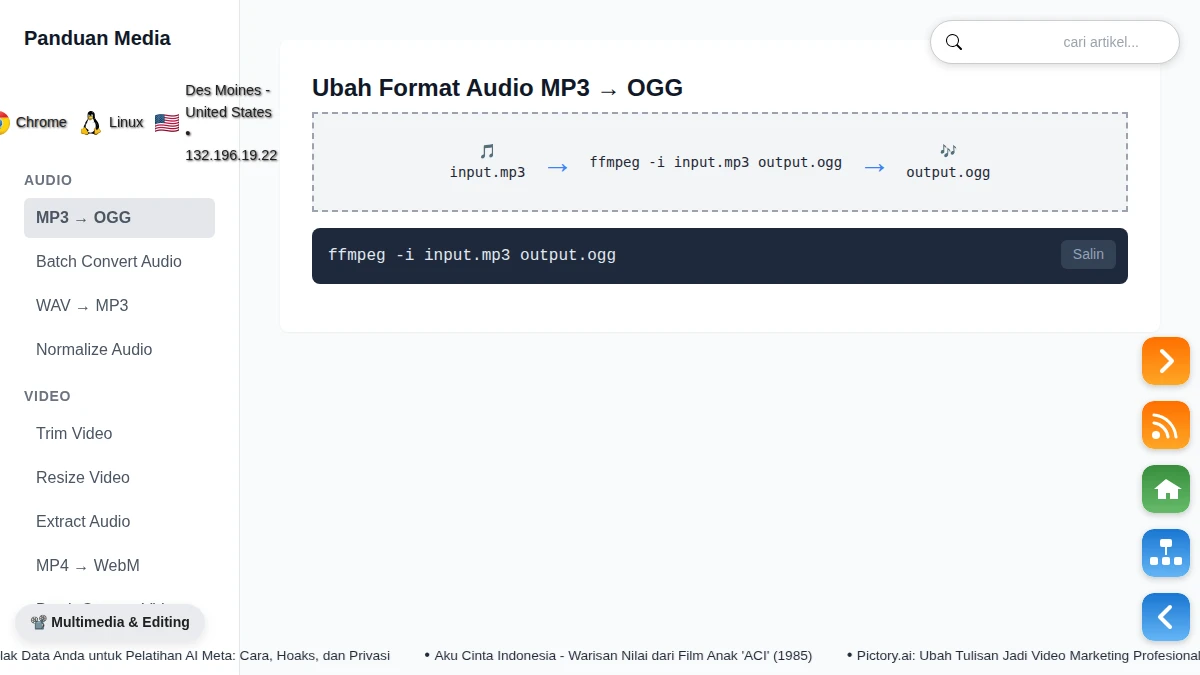 Panduan Media
cari artikel...
Des Moines -
United States
•
132.196.19.22
Chrome
Linux
AUDIO
MP3 → OGG
Batch Convert Audio
WAV → MP3
Normalize Audio
VIDEO
Trim Video
Resize Video
Extract Audio
MP4 → WebM
Multimedia & Editing
Ubah Format Audio MP3 → OGG
input.mp3 → ffmpeg -i input.mp3 output.ogg → output.ogg
ffmpeg -i input.mp3 output.ogg
Salin
lak Data Anda untuk Pelatihan AI Meta: Cara, Hoaks, dan Privasi • Aku Cinta Indonesia - Warisan Nilai dari Film Anak 'ACI' (1985) • Pictory.ai: Ubah Tulisan Jadi Video Marketing Profesional